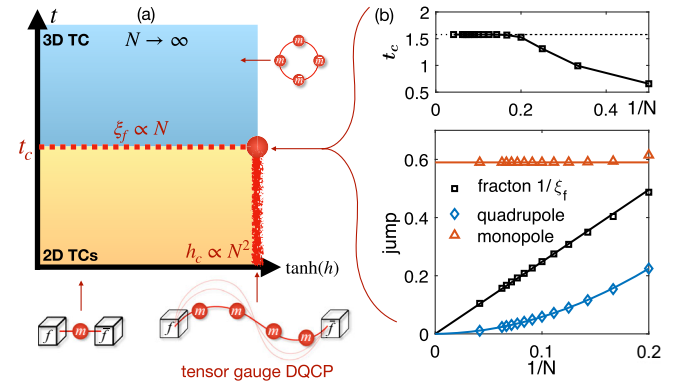 (a)
t
3D TC
N → ∞
m
m
m̄
m̄
ξ_f ∝ N
t_c
h_c ∝ N²
2D TCs
tanh(h)
f m f̄
f m m m m f̄
tensor gauge DQCP
(b)
1.5
1
0.5
t_c
0 0.2 0.4 1/N
0.6
0.4
0.2
0
jump
fracton 1/ξ_f
quadrupole
monopole
0 0.1 0.2
1/N